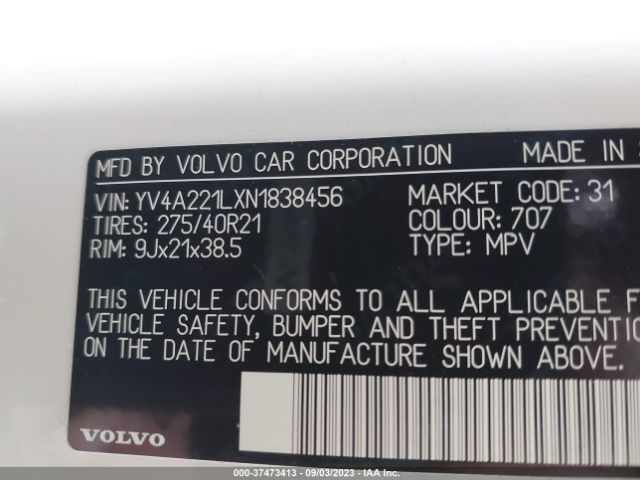 MFD BY VOLVO CAR CORPORATION MADE IN
VIN: YV4A221LXN1838456 MARKET CODE: 31
TIRES: 275/40R21 COLOUR: 707
RIM: 9Jx21x38.5 TYPE: MPV
THIS VEHICLE CONFORMS TO ALL APPLICABLE F
VEHICLE SAFETY, BUMPER AND THEFT PREVENTIO
ON THE DATE OF MANUFACTURE SHOWN ABOVE.
VOLVO
000-37473413 - 09/03/2023 - IAA Inc.